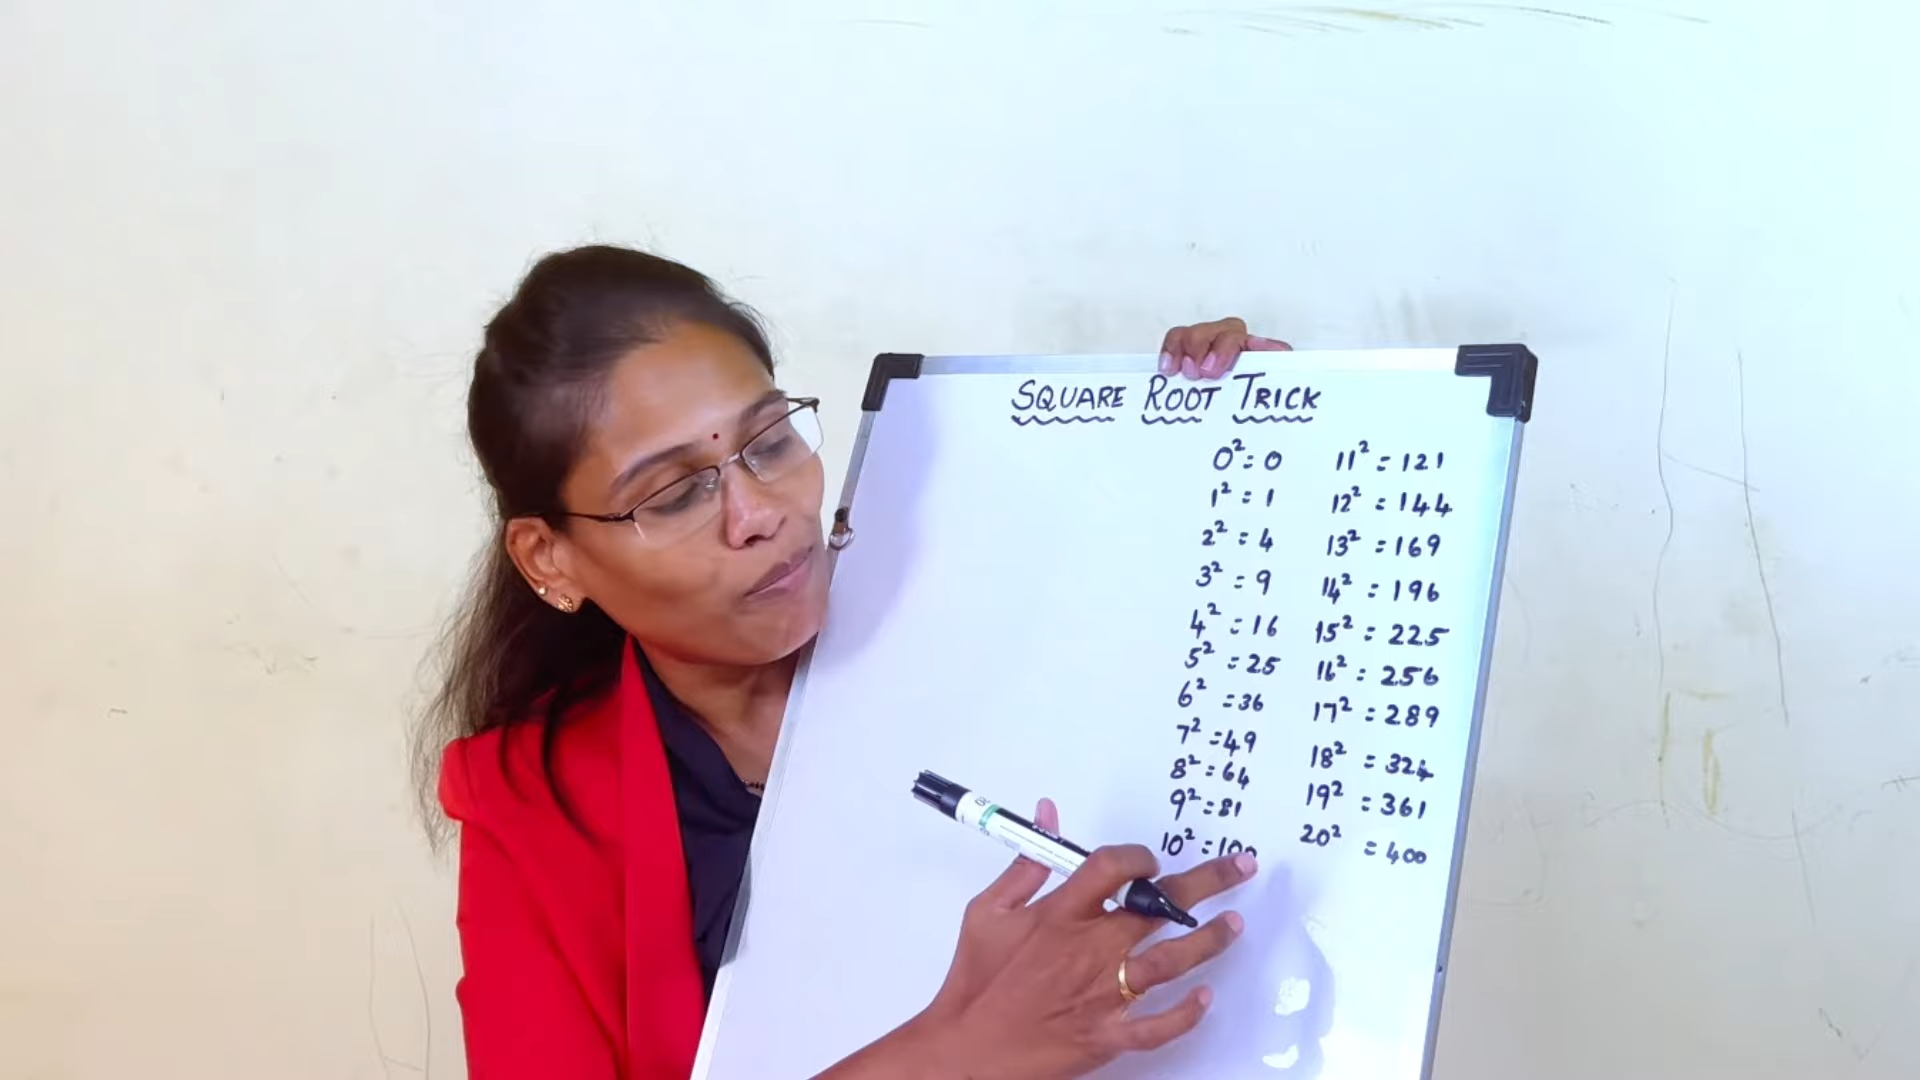 SQUARE ROOT TRICK
0² = 0
1² = 1
2² = 4
3² = 9
4² = 16
5² = 25
6² = 36
7² = 49
8² = 64
9² = 81
10² = 100
11² = 121
12² = 144
13² = 169
14² = 196
15² = 225
16² = 256
17² = 289
18² = 324
19² = 361
20² = 400